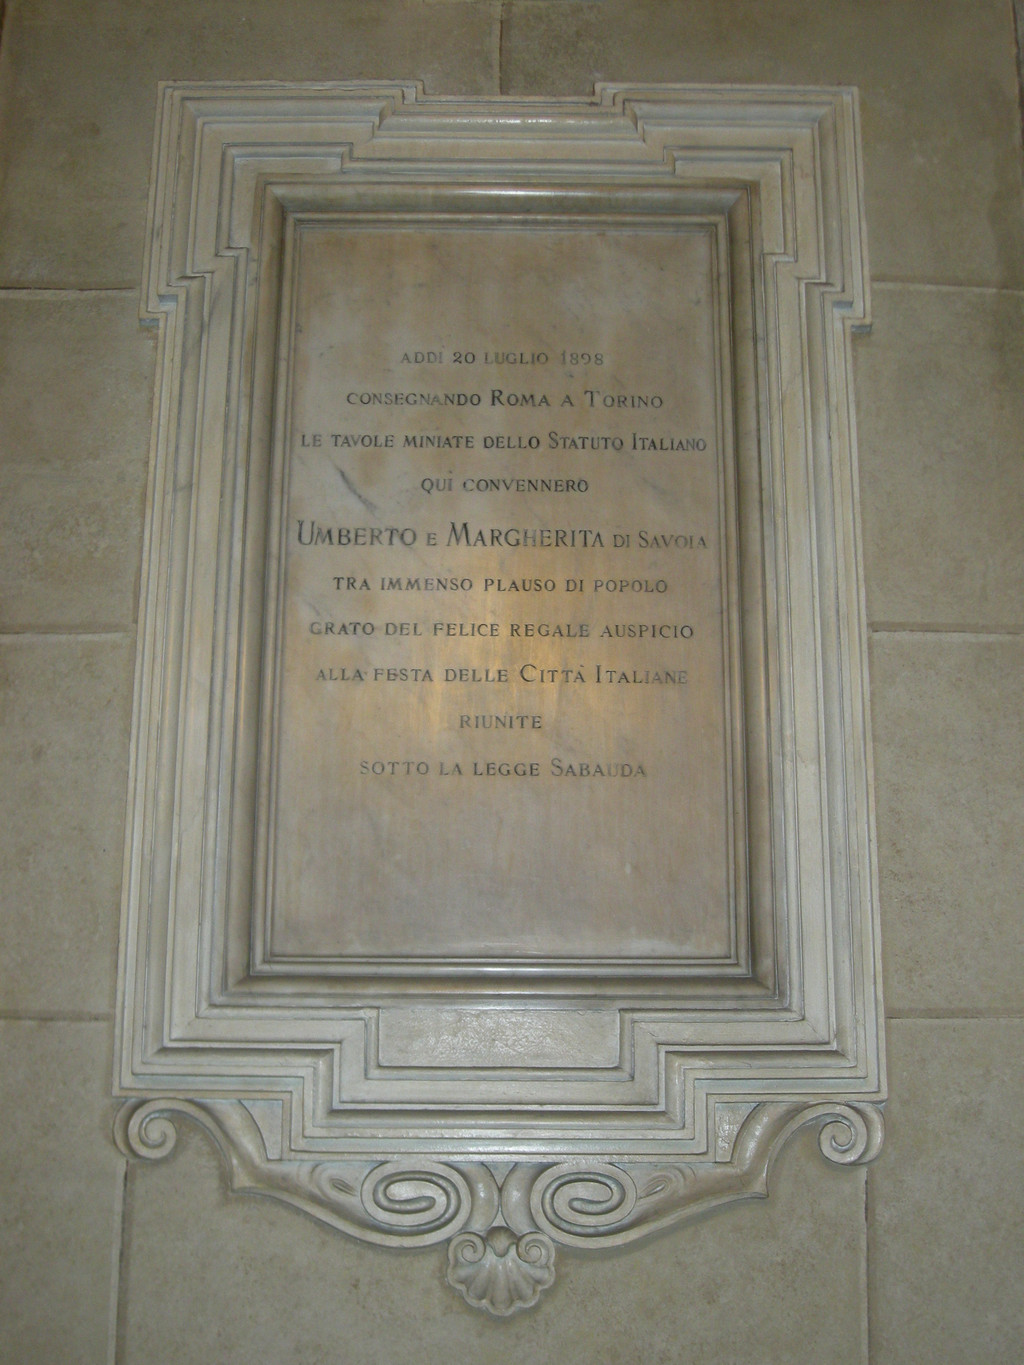 ADDÌ 20 LUGLIO 1898
CONSEGNANDO ROMA A TORINO
LE TAVOLE MINIATE DELLO STATUTO ITALIANO
QUÌ CONVENNERO
UMBERTO E MARGHERITA DI SAVOIA
TRA IMMENSO PLAUSO DI POPOLO
GRATO DEL FELICE REGALE AUSPICIO
ALLA FESTA DELLE CITTÀ ITALIANE
RIUNITE
SOTTO LA LEGGE SABAUDA